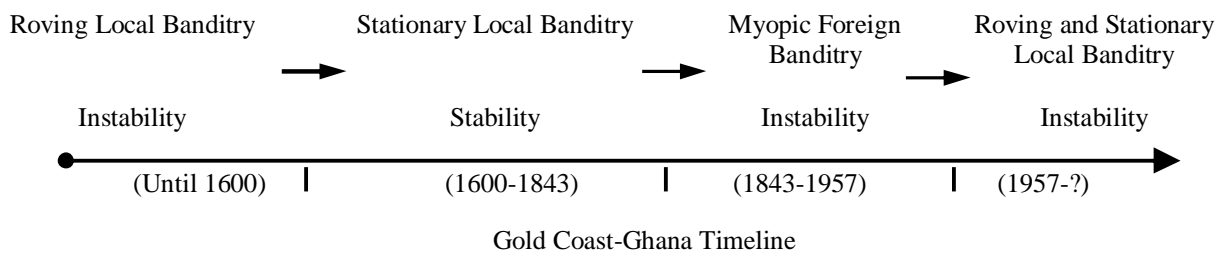 Roving Local Banditry Stationary Local Banditry Myopic Foreign Banditry Roving and Stationary Local Banditry
Instability Stability Instability Instability
(Until 1600) (1600-1843) (1843-1957) (1957-?)
Gold Coast-Ghana Timeline